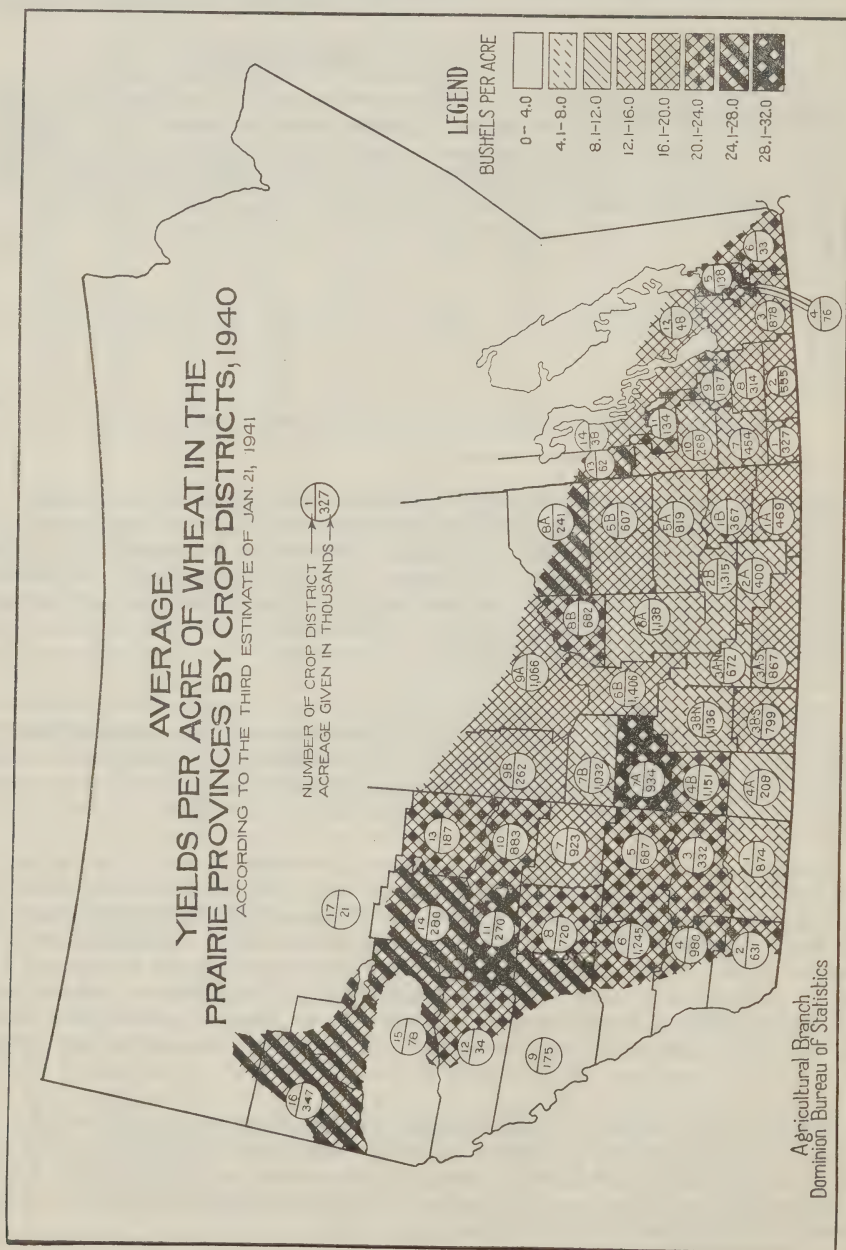 AVERAGE
YIELDS PER ACRE OF WHEAT IN THE
PRAIRIE PROVINCES BY CROP DISTRICTS, 1940
ACCORDING TO THE THIRD ESTIMATE OF JAN. 21, 1941
NUMBER OF CROP DISTRICT
ACREAGE GIVEN IN THOUSANDS
1
327
LEGEND
BUSHELS PER ACRE
0 - 4.0
4.1-8.0
8.1-12.0
12.1-16.0
16.1-20.0
20.1-24.0
24.1-28.0
28.1-32.0
16
347
17
21
15
78
14
280
13
187
12
34
11
270
10
883
9
175
8
720
7
923
6
1,245
5
687
4
980
3
332
2
631
1
874
9B
262
9A
1,066
8B
682
8A
241
7B
1,032
7A
934
6B
1,406
6A
1,138
5B
607
5A
819
4B
1,151
4A
208
3BN
1,136
3BS
799
3AN
672
3AS
867
2B
1,315
2A
400
1B
367
1A
469
14
38
13
62
12
48
11
134
10
268
9
187
8
314
7
454
6
33
5
138
4
76
3
878
2
555
1
327
Agricultural Branch
Dominion Bureau of Statistics